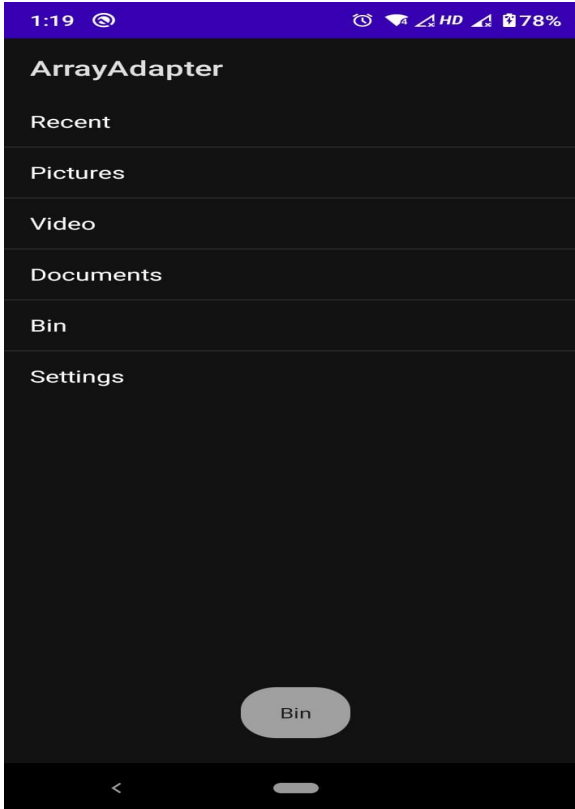 1:19 HD 78%
ArrayAdapter
Recent
Pictures
Video
Documents
Bin
Settings
Bin